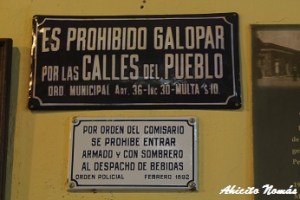 ES PROHIBIDO GALOPAR
POR LAS CALLES DEL PUEBLO
ORD MUNICIPAL ART. 36-INC 30-MULTA $ 10
POR ORDEN DEL COMISARIO
SE PROHIBE ENTRAR
ARMADO Y CON SOMBRERO
AL DESPACHO DE BEBIDAS
ORDEN POLICIAL FEBRERO 1892
Ahicito Nomás